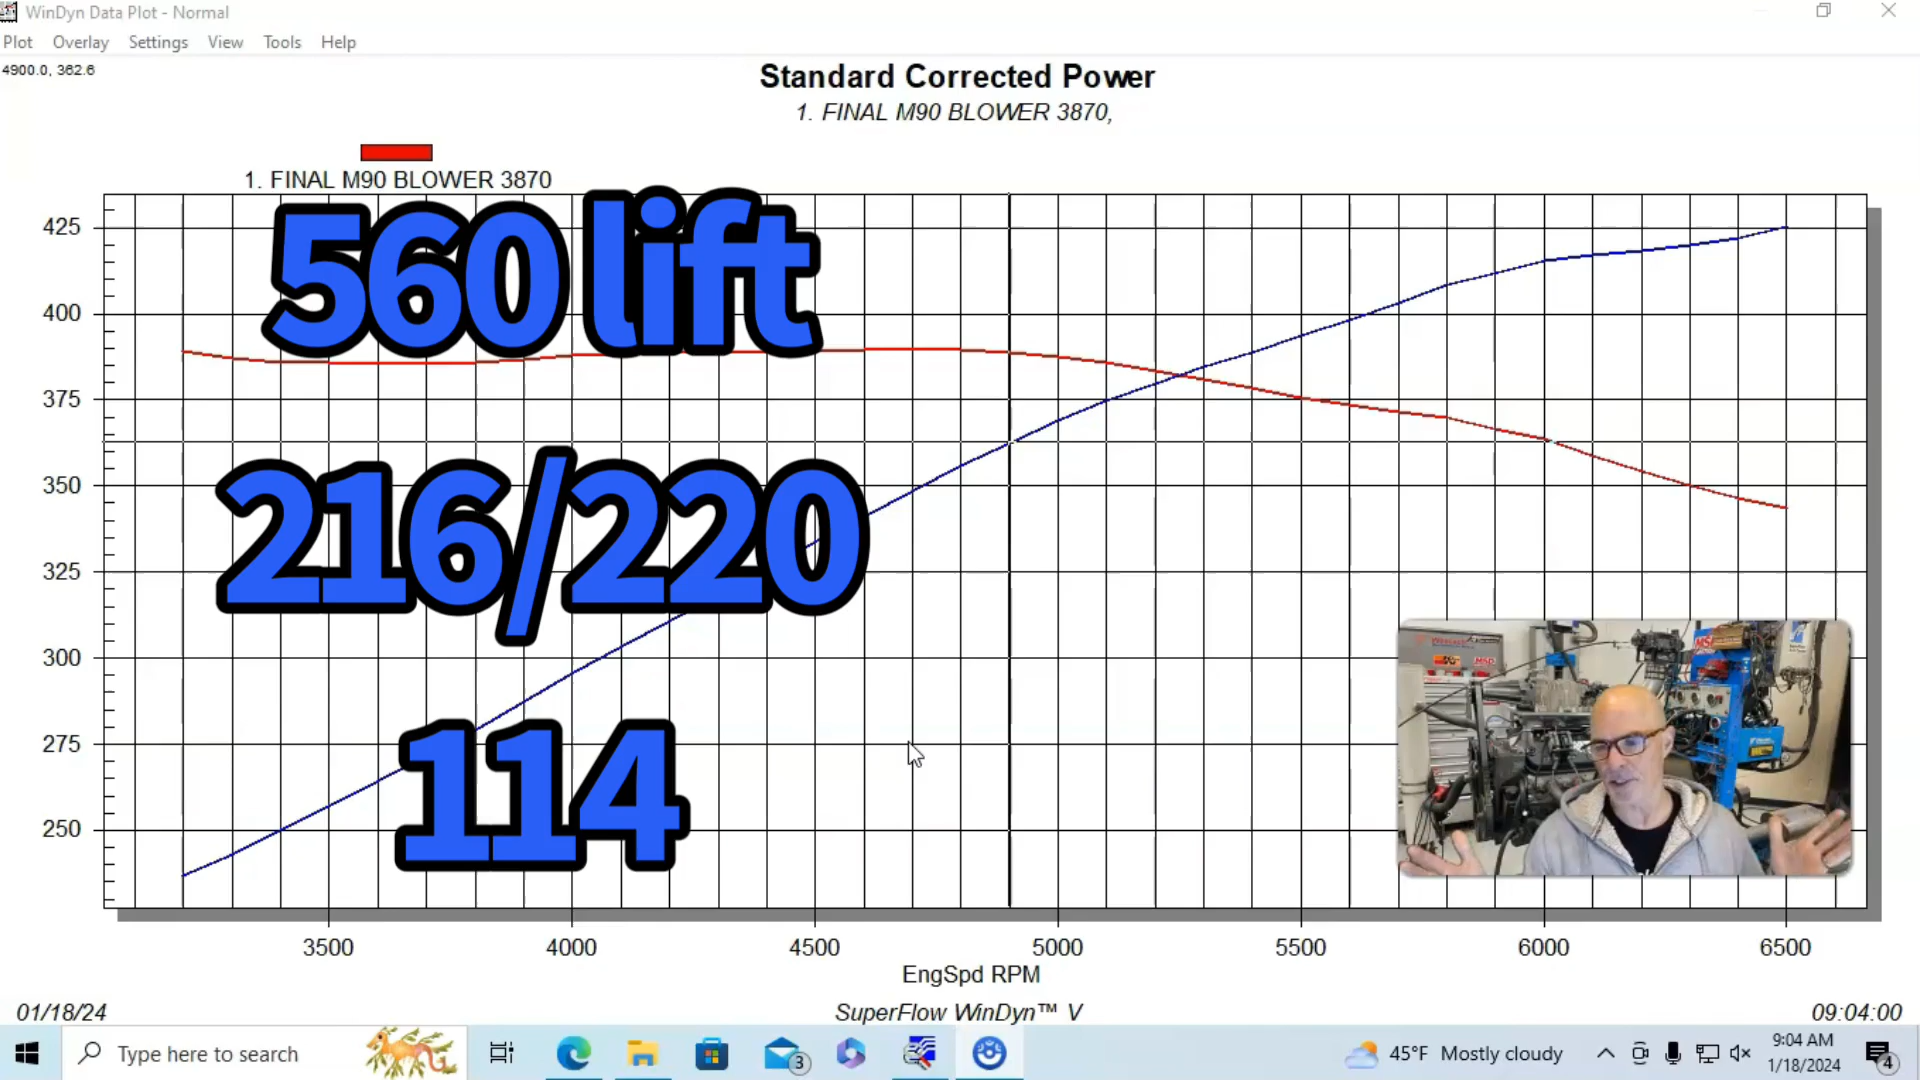 WinDyn Data Plot - Normal
Plot Overlay Settings View Tools Help
4900.0, 362.6
Standard Corrected Power
1. FINAL M90 BLOWER 3870,
1. FINAL M90 BLOWER 3870
425
400
375
350
325
300
275
250
560 lift
216/220
114
MSD
3500 4000 4500 5000 5500 6000 6500
EngSpd RPM
01/18/24 SuperFlow WinDyn™ V 09:04:00
Type here to search
3
45°F Mostly cloudy
9:04 AM
1/18/2024
4